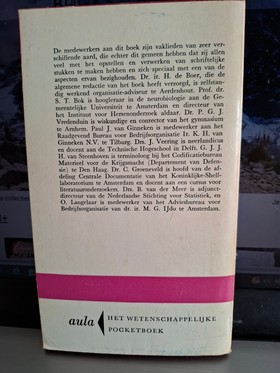 De medewerkers aan dit boek zijn vaklieden van zeer ver-
schillende aard, die echter dit gemeen hebben dat zij allen
veel met het opstellen en verwerken van schriftelijke
stukken te maken hebben en zich speciaal met een van de
aspecten ervan bezighouden. Dr. ir. H. de Boer, die de
algemene redactie van het boek heeft verzorgd, is zelfstan-
dig werkend organisatie-adviseur te Aerdenhout. Prof. dr.
S. T. Bok is hoogleraar in de neurobiologie aan de Ge-
meentelijke Universiteit te Amsterdam en directeur van
het Instituut voor Hersenonderzoek aldaar. Dr. P. G. J.
Vredenduin is wiskundige en conrector van het gymnasium
te Arnhem. Paul J. van Ginneken is medewerker aan het
Raadgevend Bureau voor Bedrijfsorganisatie Ir. K. H. van
Ginneken N.V. te Tilburg. Drs. J. Veering is neerlandicus
en docent aan de Technische Hogeschool in Delft. G. J. J.
H. van Steenhoven is terminoloog bij het Codificatiebureau
Materieel voor de Krijgsmacht (Departement van Defen-
sie) te Den Haag. Dr. C. Groeneveld is hoofd van de af-
deling Centrale Documentatie van het Koninklijke-Shell-
laboratorium te Amsterdam en docent aan een cursus voor
literatuuronderzoekers. Drs. B. van der Meer is adjunct-
directeur van de Nederlandse Stichting voor Statistiek, en
O. Langelaar is medewerker van het Adviesbureau voor
Bedrijfsorganisatie van dr. ir. M. G. IJdo te Amsterdam.
aula
HET WETENSCHAPPELIJKE
POCKETBOEK